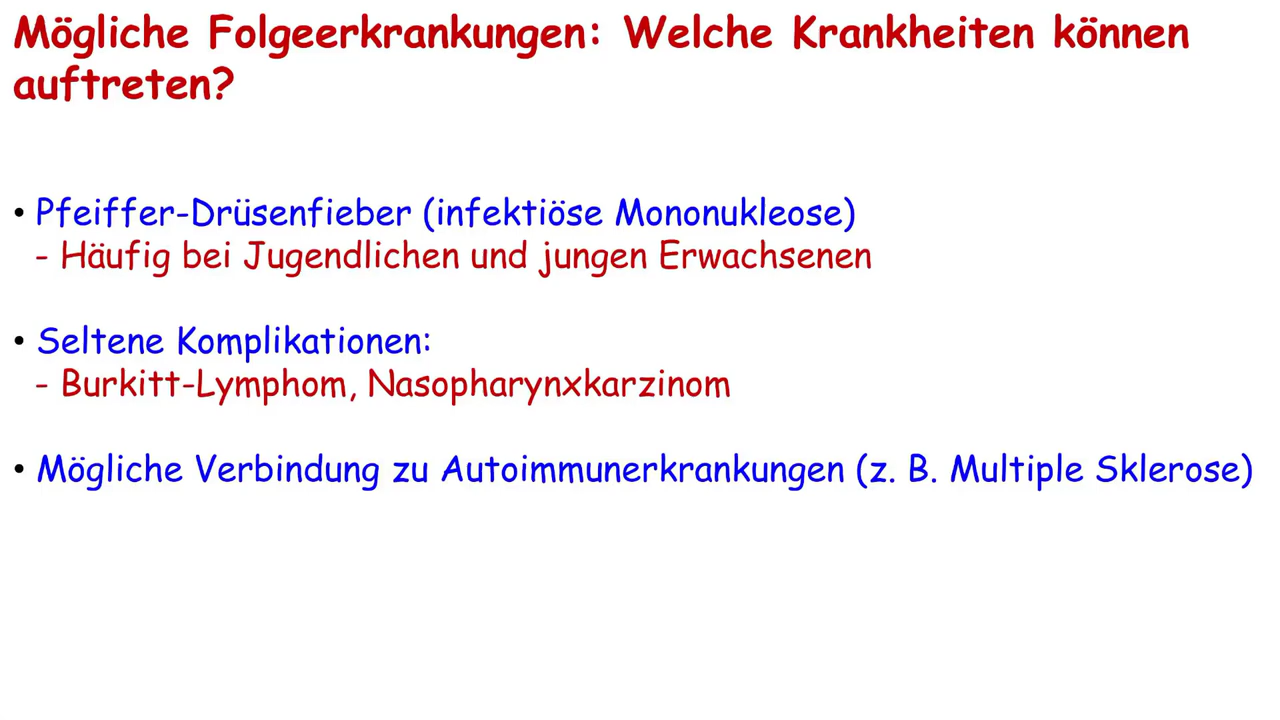 Mögliche Folgeerkrankungen: Welche Krankheiten können
auftreten?
• Pfeiffer-Drüsenfieber (infektiöse Mononukleose)
- Häufig bei Jugendlichen und jungen Erwachsenen
• Seltene Komplikationen:
- Burkitt-Lymphom, Nasopharynxkarzinom
• Mögliche Verbindung zu Autoimmunerkrankungen (z. B. Multiple Sklerose)